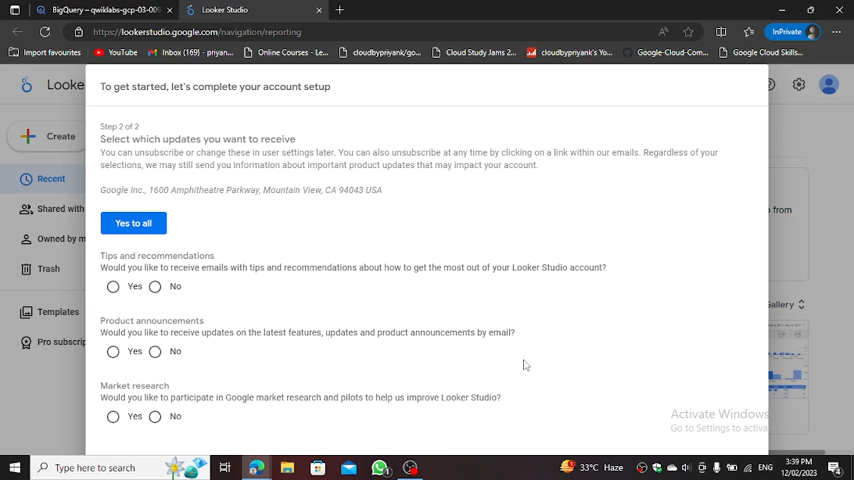 BigQuery – qwiklabs-gcp-03-009
Looker Studio
https://lookerstudio.google.com/navigation/reporting
InPrivate
Import favourites
YouTube
Inbox (169) - priyan...
Online Courses - Le...
cloudbypriyank/go...
Cloud Study Jams 2...
cloudbypriyank's Yo...
Google-Cloud-Com...
Google Cloud Skills...
Looke
To get started, let's complete your account setup
Create
Recent
Shared with
Owned by m
Trash
Templates
Pro subscrip
Step 2 of 2
Select which updates you want to receive
You can unsubscribe or change these in user settings later. You can also unsubscribe at any time by clicking on a link within our emails. Regardless of your
selections, we may still send you information about important product updates that may impact your account.
Google Inc., 1600 Amphitheatre Parkway, Mountain View, CA 94043 USA
Yes to all
Tips and recommendations
Would you like to receive emails with tips and recommendations about how to get the most out of your Looker Studio account?
Yes No
Product announcements
Would you like to receive updates on the latest features, updates and product announcements by email?
Yes No
Market research
Would you like to participate in Google market research and pilots to help us improve Looker Studio?
Yes No
from
allery
Activate Windows
Go to Settings to activa
Type here to search
33°C Haze
ENG
3:39 PM
12/02/2023